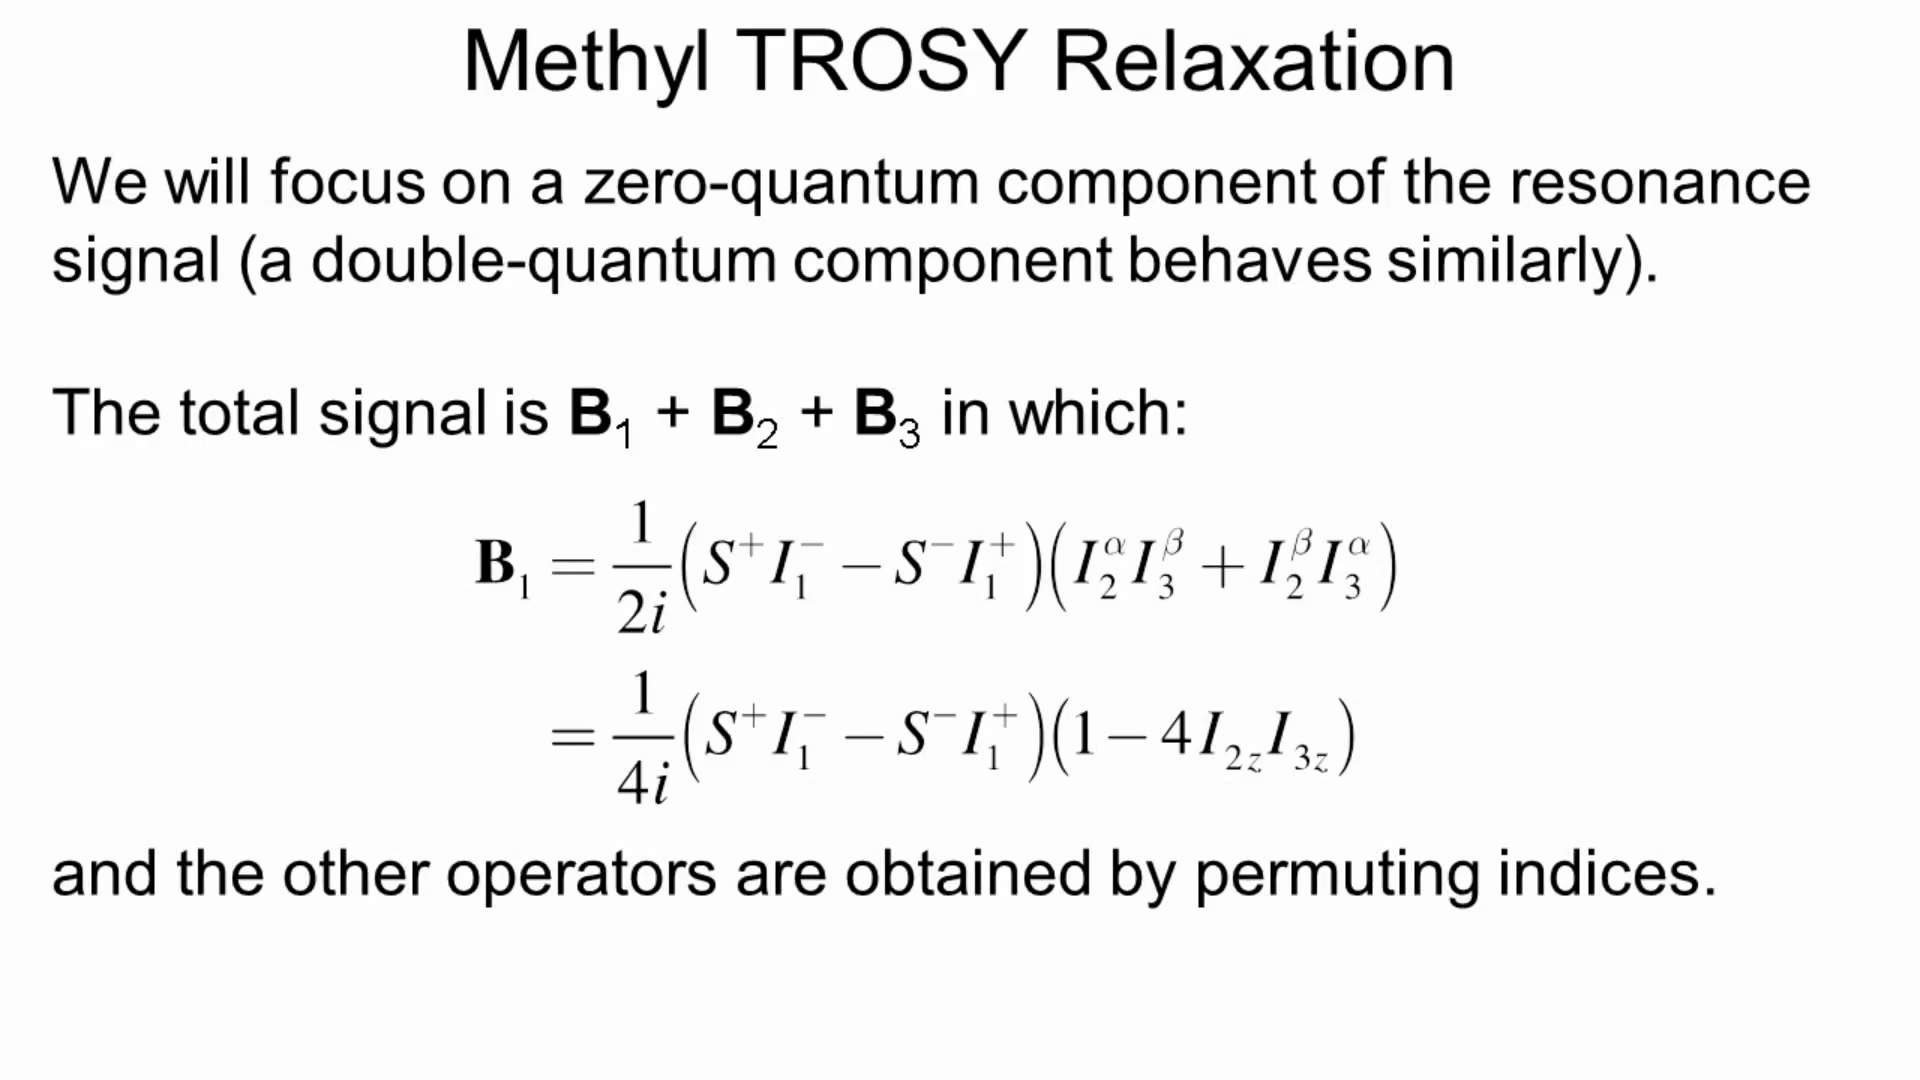 Methyl TROSY Relaxation
We will focus on a zero-quantum component of the resonance
signal (a double-quantum component behaves similarly).
The total signal is B₁ + B₂ + B₃ in which:
B₁ = 1/2i (S⁺I₁⁻ − S⁻I₁⁺)(I₂^α I₃^β + I₂^β I₃^α)
= 1/4i (S⁺I₁⁻ − S⁻I₁⁺)(1 − 4I₂z I₃z)
and the other operators are obtained by permuting indices.